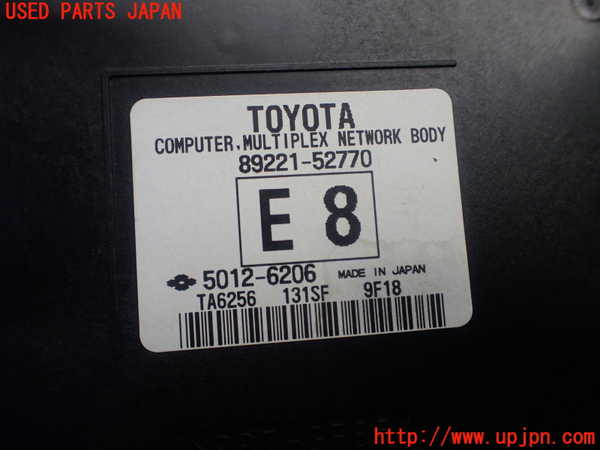 USED PARTS JAPAN
TOYOTA
COMPUTER, MULTIPLEX NETWORK BODY
89221-52770
E 8
5012-6206 MADE IN JAPAN
TA6256 131SF 9F18
https://www.upjpn.com/